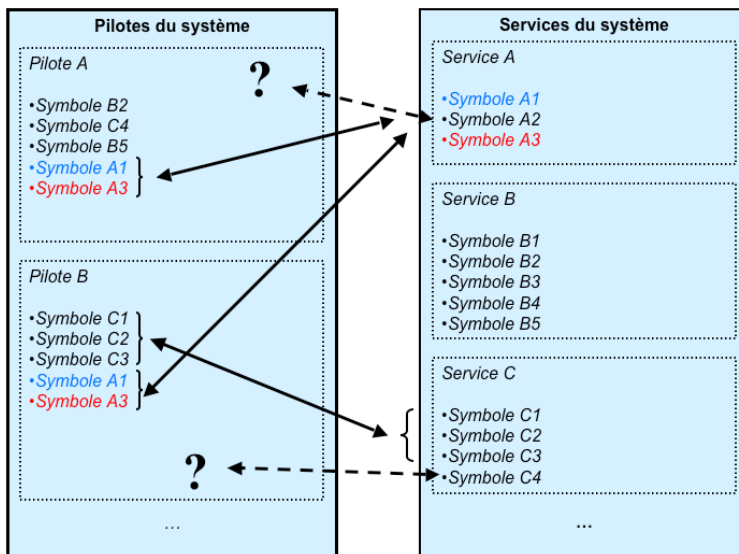 Pilotes du système
Pilote A
?
•Symbole B2
•Symbole C4
•Symbole B5
•Symbole A1
•Symbole A3
Pilote B
•Symbole C1
•Symbole C2
•Symbole C3
•Symbole A1
•Symbole A3
?
...
Services du système
Service A
•Symbole A1
•Symbole A2
•Symbole A3
Service B
•Symbole B1
•Symbole B2
•Symbole B3
•Symbole B4
•Symbole B5
Service C
•Symbole C1
•Symbole C2
•Symbole C3
•Symbole C4
...